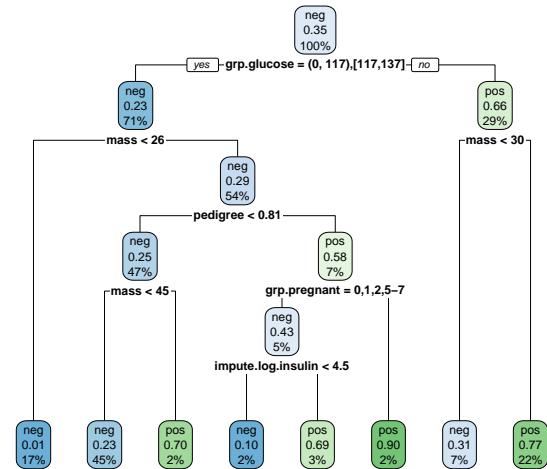 neg
0.35
100%
yes grp.glucose = (0, 117),[117,137] no
neg
0.23
71%
pos
0.66
29%
mass < 26
mass < 30
neg
0.29
54%
pedigree < 0.81
neg
0.25
47%
pos
0.58
7%
mass < 45
grp.pregnant = 0,1,2,5−7
neg
0.43
5%
impute.log.insulin < 4.5
neg
0.01
17%
neg
0.23
45%
pos
0.70
2%
neg
0.10
2%
pos
0.69
3%
pos
0.90
2%
neg
0.31
7%
pos
0.77
22%